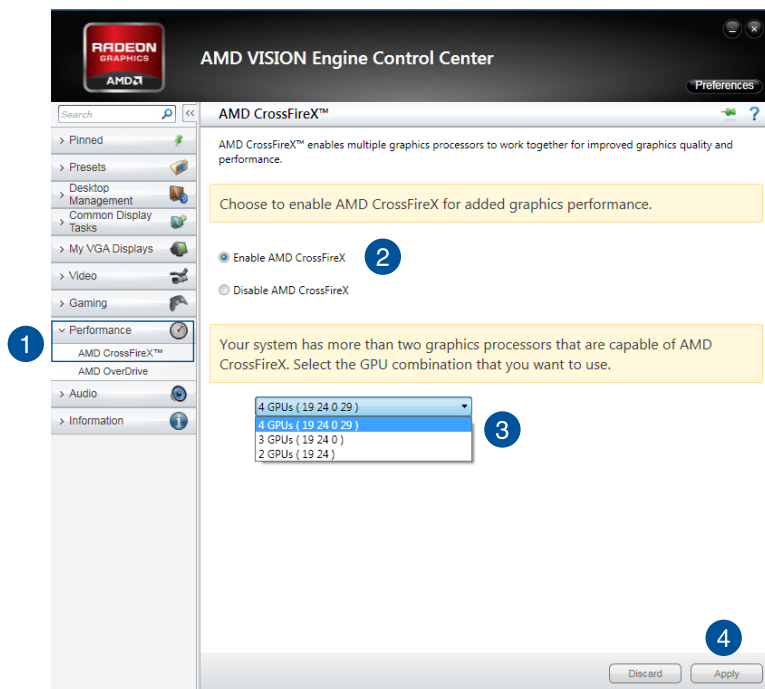 RADEON
GRAPHICS
AMD
AMD VISION Engine Control Center
Preferences
Search
<<
AMD CrossFireX™
?
> Pinned
> Presets
> Desktop
Management
> Common Display
Tasks
> My VGA Displays
> Video
> Gaming
1
Performance
AMD CrossFireX™
AMD OverDrive
> Audio
> Information
AMD CrossFireX™ enables multiple graphics processors to work together for improved graphics quality and
performance.
Choose to enable AMD CrossFireX for added graphics performance.
Enable AMD CrossFireX
2
Disable AMD CrossFireX
Your system has more than two graphics processors that are capable of AMD
CrossFireX. Select the GPU combination that you want to use.
4 GPUs ( 19 24 0 29 )
4 GPUs ( 19 24 0 29 )
3 GPUs ( 19 24 0 )
2 GPUs ( 19 24 )
3
4
Discard
Apply